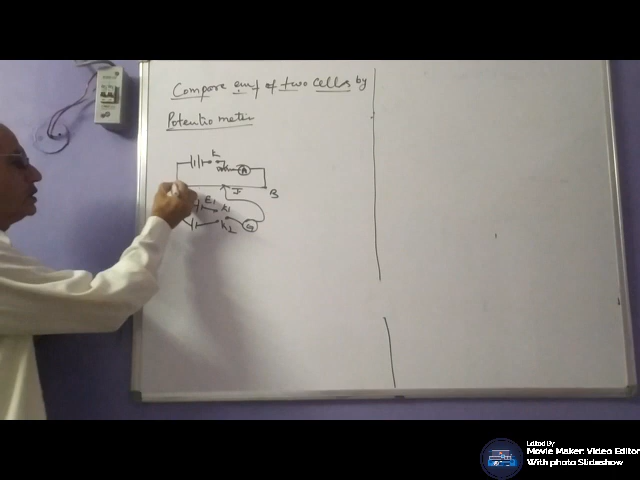 Compare emf of two cells by
Potentiometer
K
A
J
B
E1
K1
G
K2
Edited By
Movie Maker: Video Editor
With photo Slideshow